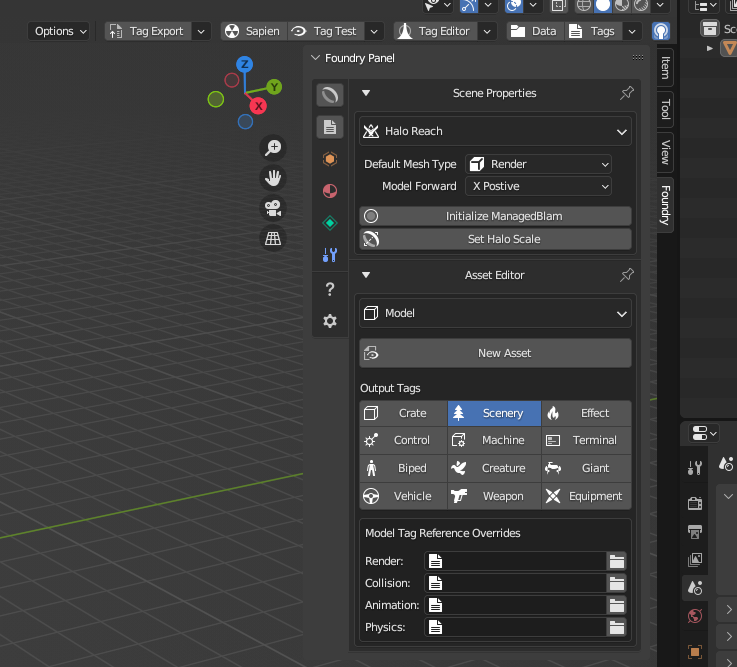 Options
Tag Export
Sapien
Tag Test
Tag Editor
Data
Tags
Sc
Foundry Panel
Z
Y
X
Item
Tool
View
Foundry
Scene Properties
Halo Reach
Default Mesh Type
Render
Model Forward
X Postive
Initialize ManagedBlam
Set Halo Scale
Asset Editor
Model
New Asset
Output Tags
Crate
Scenery
Effect
Control
Machine
Terminal
Biped
Creature
Giant
Vehicle
Weapon
Equipment
Model Tag Reference Overrides
Render:
Collision:
Animation:
Physics: